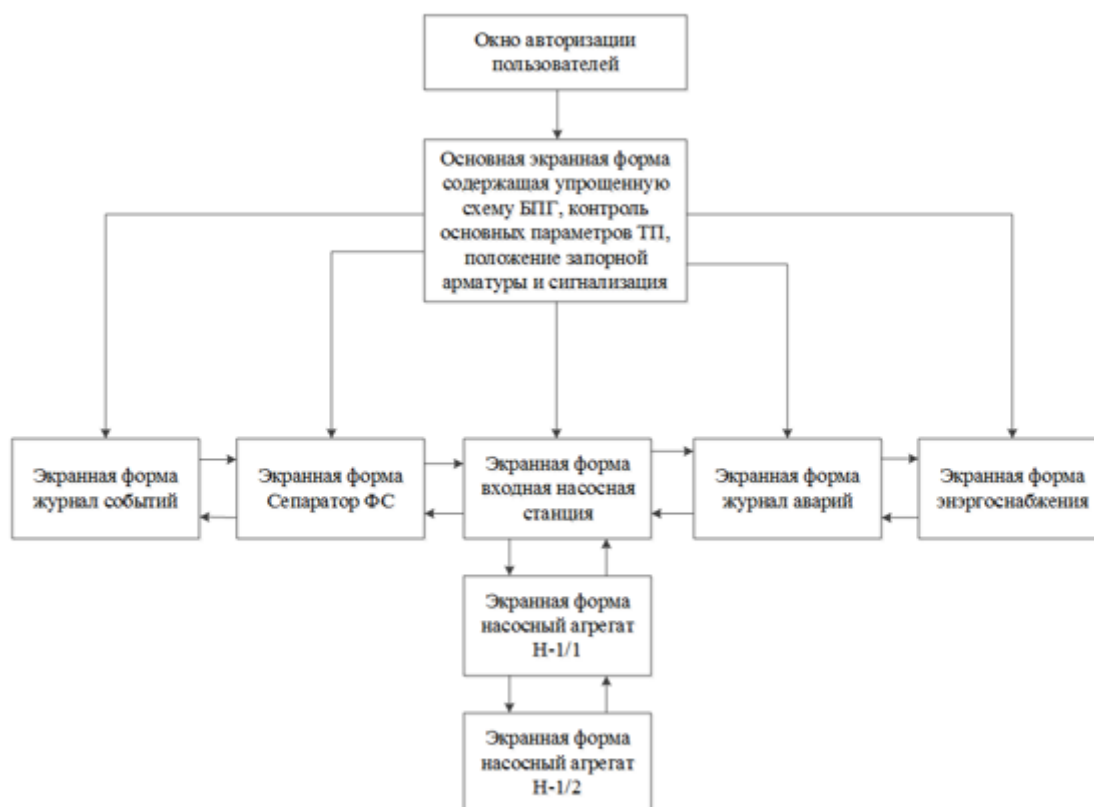 Окно авторизации
пользователей
Основная экранная форма
содержащая упрощенную
схему БПГ, контроль
основных параметров ТП,
положение запорной
арматуры и сигнализация
Экранная форма
журнал событий
Экранная форма
Сепаратор ФС
Экранная форма
входная насосная
станция
Экранная форма
журнал аварий
Экранная форма
энэргоснабжения
Экранная форма
насосный агрегат
Н-1/1
Экранная форма
насосный агрегат
Н-1/2